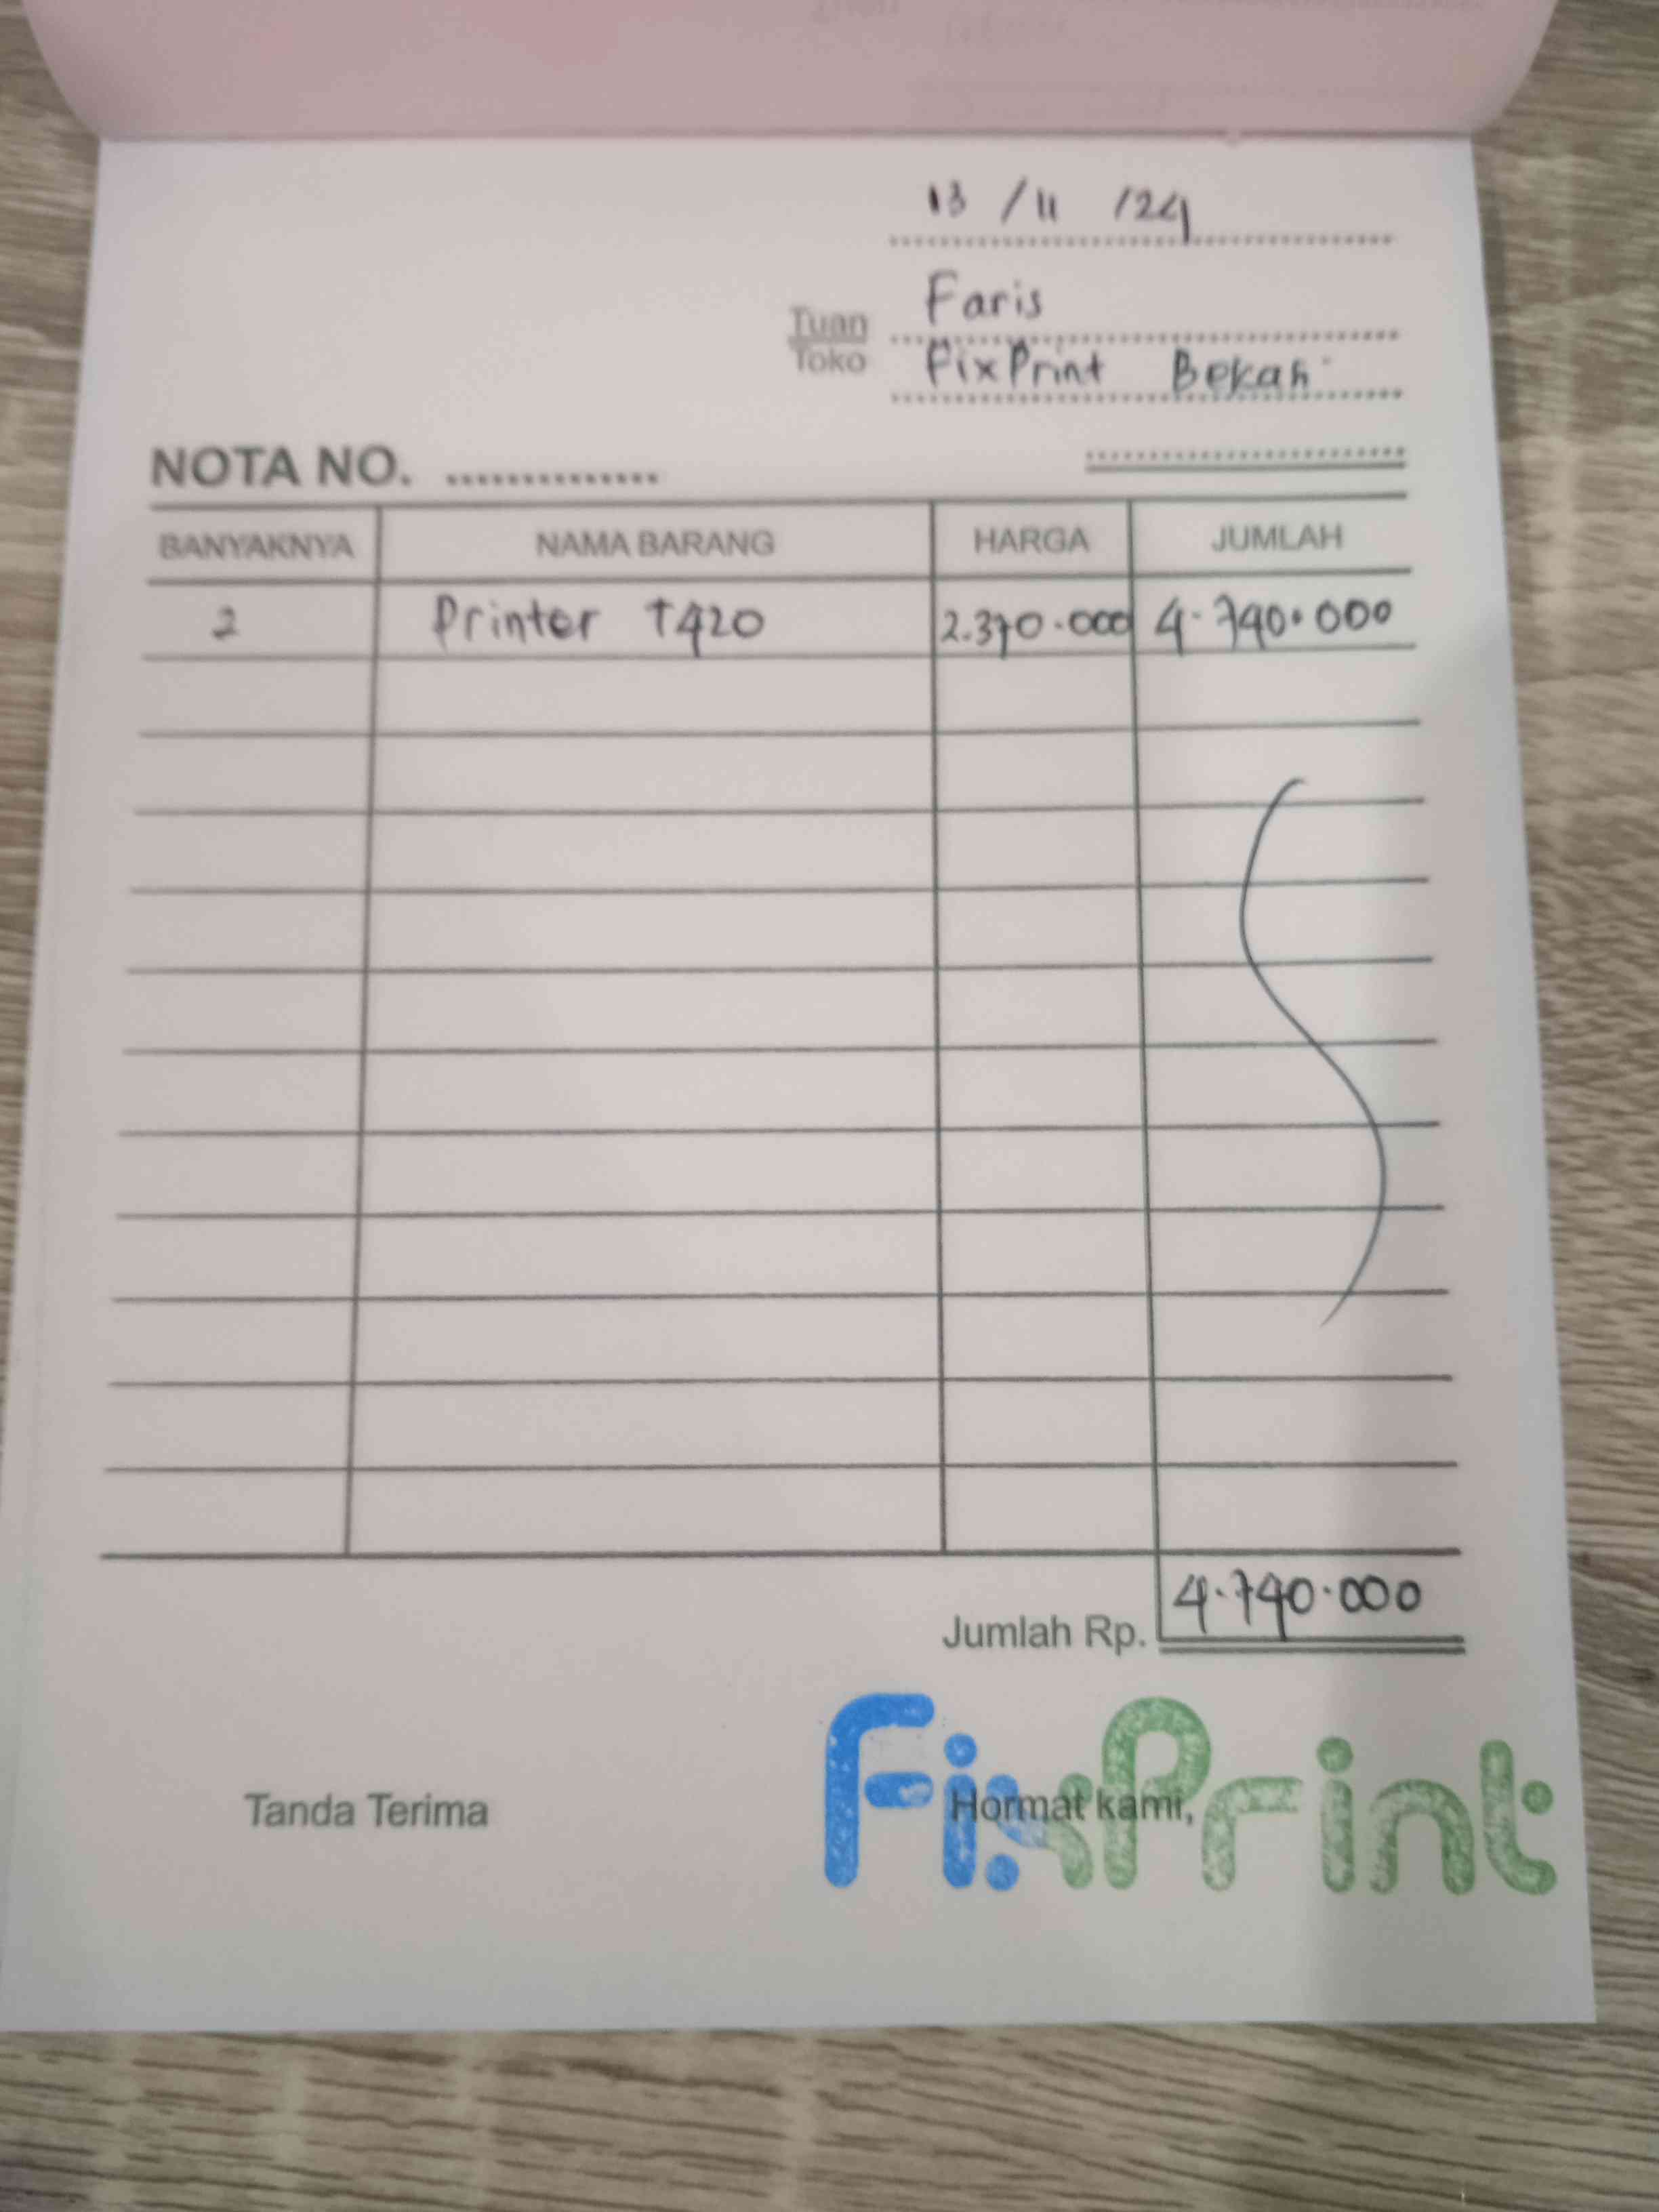 13 / 11 / 24
Tuan Faris
Toko FixPrint Bekasi
NOTA NO. ..............
BANYAKNYA NAMA BARANG HARGA JUMLAH
2 Printer T420 2.370.000 4.740.000
Jumlah Rp. 4.740.000
Tanda Terima Hormat kami,
FixPrint